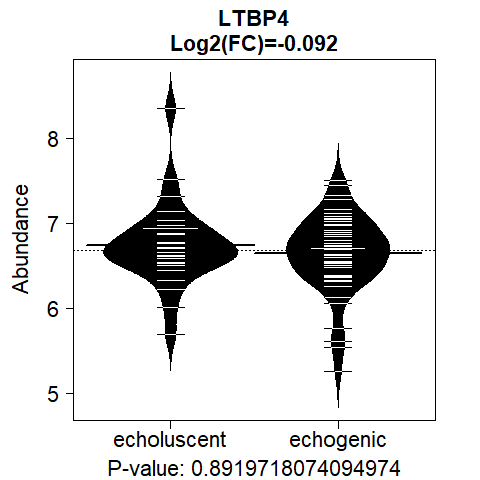 LTBP4
Log2(FC)=-0.092
Abundance
8
7
6
5
echoluscent
echogenic
P-value: 0.8919718074094974